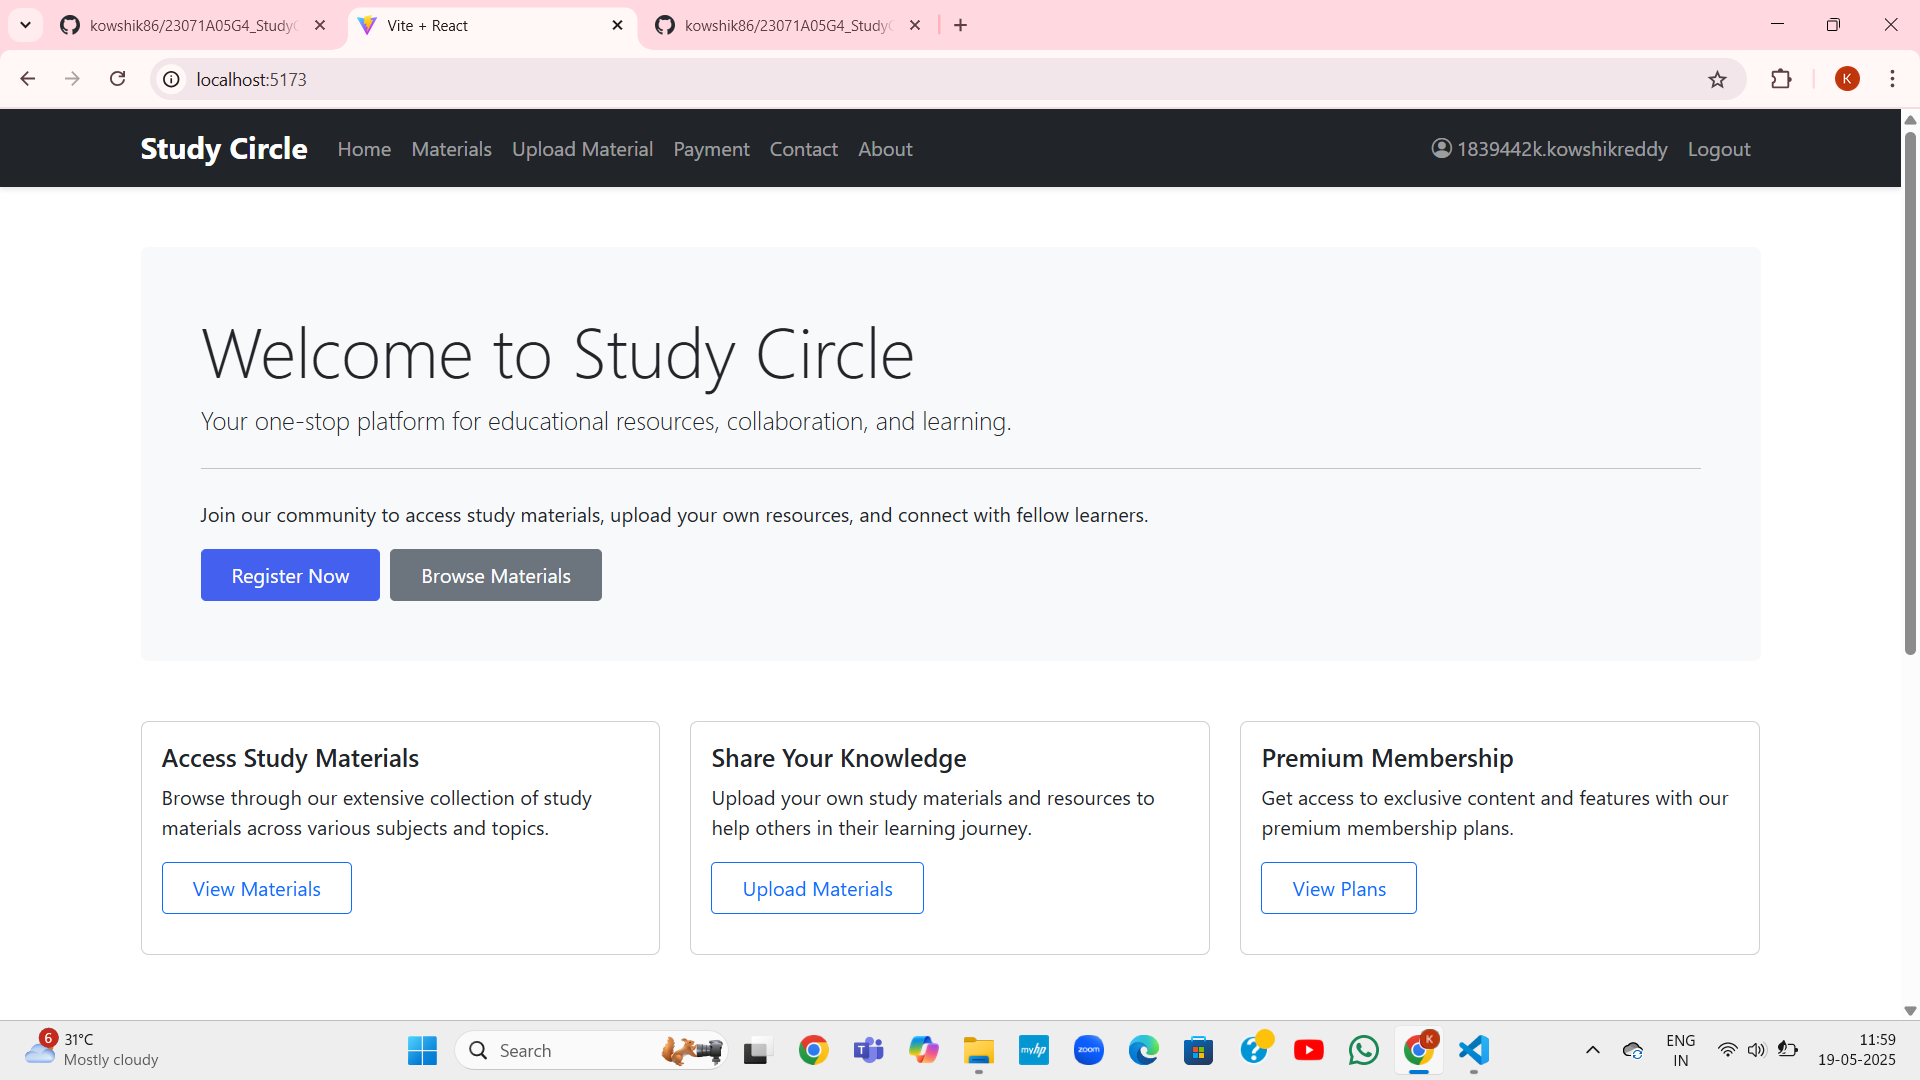 kowshik86/23071A05G4_StudyC
Vite + React
kowshik86/23071A05G4_StudyC
localhost:5173
K
Study Circle
Home
Materials
Upload Material
Payment
Contact
About
1839442k.kowshikreddy
Logout
Welcome to Study Circle
Your one-stop platform for educational resources, collaboration, and learning.
Join our community to access study materials, upload your own resources, and connect with fellow learners.
Register Now
Browse Materials
Access Study Materials
Browse through our extensive collection of study
materials across various subjects and topics.
View Materials
Share Your Knowledge
Upload your own study materials and resources to
help others in their learning journey.
Upload Materials
Premium Membership
Get access to exclusive content and features with our
premium membership plans.
View Plans
6
31°C
Mostly cloudy
Search
myhp
zoom
K
ENG
IN
11:59
19-05-2025